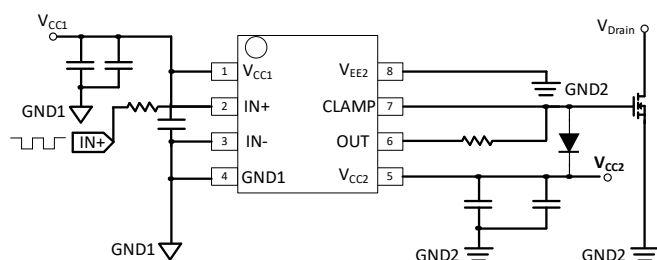 VCC1
VDrain
1 VCC1 VEE2 8
GND2
GND1
2 IN+ CLAMP 7
IN+
3 IN- OUT 6
4 GND1 VCC2 5
VCC2
GND1
GND2
GND2